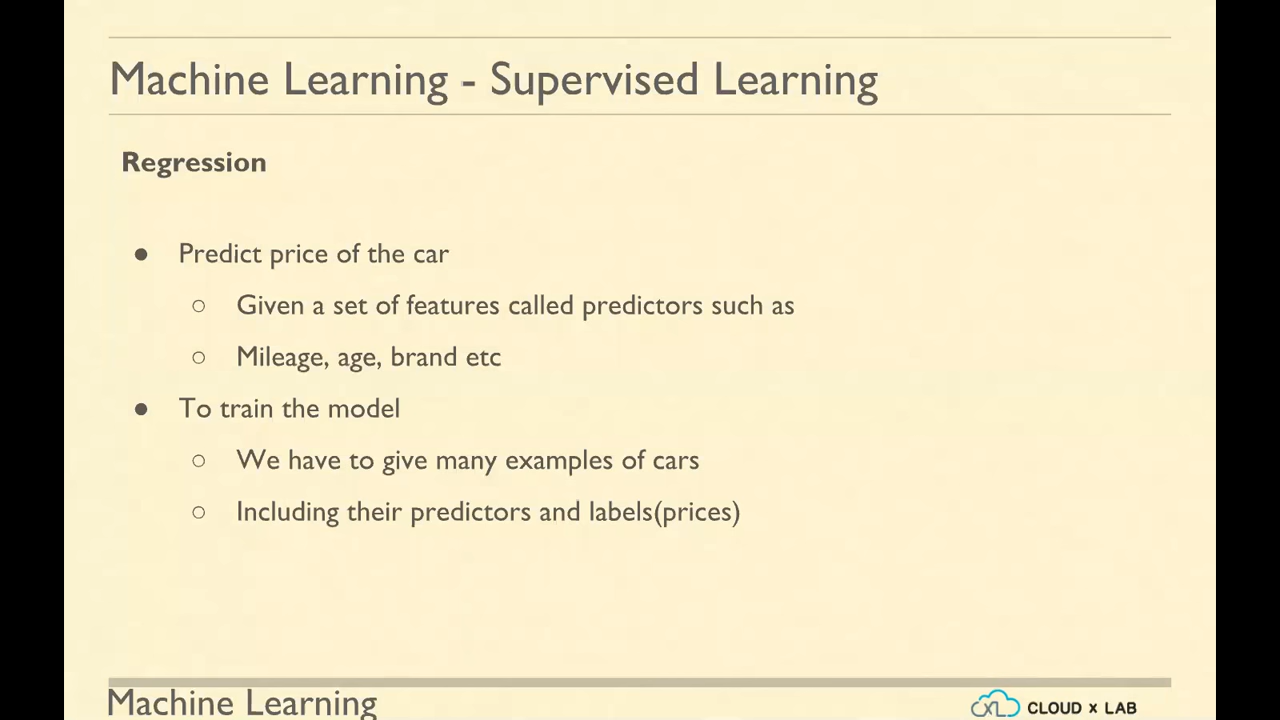 Machine Learning - Supervised Learning
Regression
● Predict price of the car
○ Given a set of features called predictors such as
○ Mileage, age, brand etc
● To train the model
○ We have to give many examples of cars
○ Including their predictors and labels(prices)
Machine Learning
CXL CLOUD x LAB